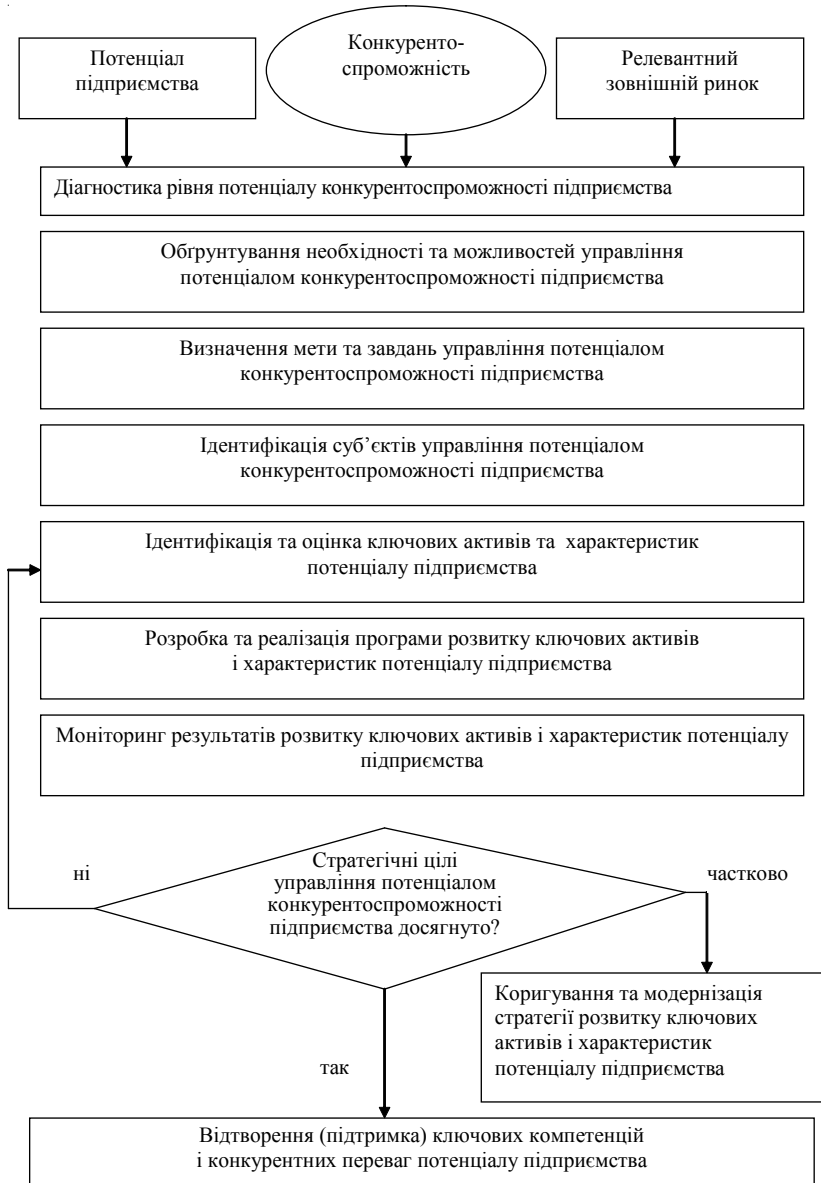 Потенціал
підприємства
Конкуренто-
спроможність
Релевантний
зовнішній ринок
Діагностика рівня потенціалу конкурентоспроможності підприємства
Обґрунтування необхідності та можливостей управління
потенціалом конкурентоспроможності підприємства
Визначення мети та завдань управління потенціалом
конкурентоспроможності підприємства
Ідентифікація суб’єктів управління потенціалом
конкурентоспроможності підприємства
Ідентифікація та оцінка ключових активів та характеристик
потенціалу підприємства
Розробка та реалізація програми розвитку ключових активів
і характеристик потенціалу підприємства
Моніторинг результатів розвитку ключових активів і характеристик потенціалу
підприємства
ні
Стратегічні цілі
управління потенціалом
конкурентоспроможності
підприємства досягнуто?
частково
Коригування та модернізація
стратегії розвитку ключових
активів і характеристик
потенціалу підприємства
так
Відтворення (підтримка) ключових компетенцій
і конкурентних переваг потенціалу підприємства